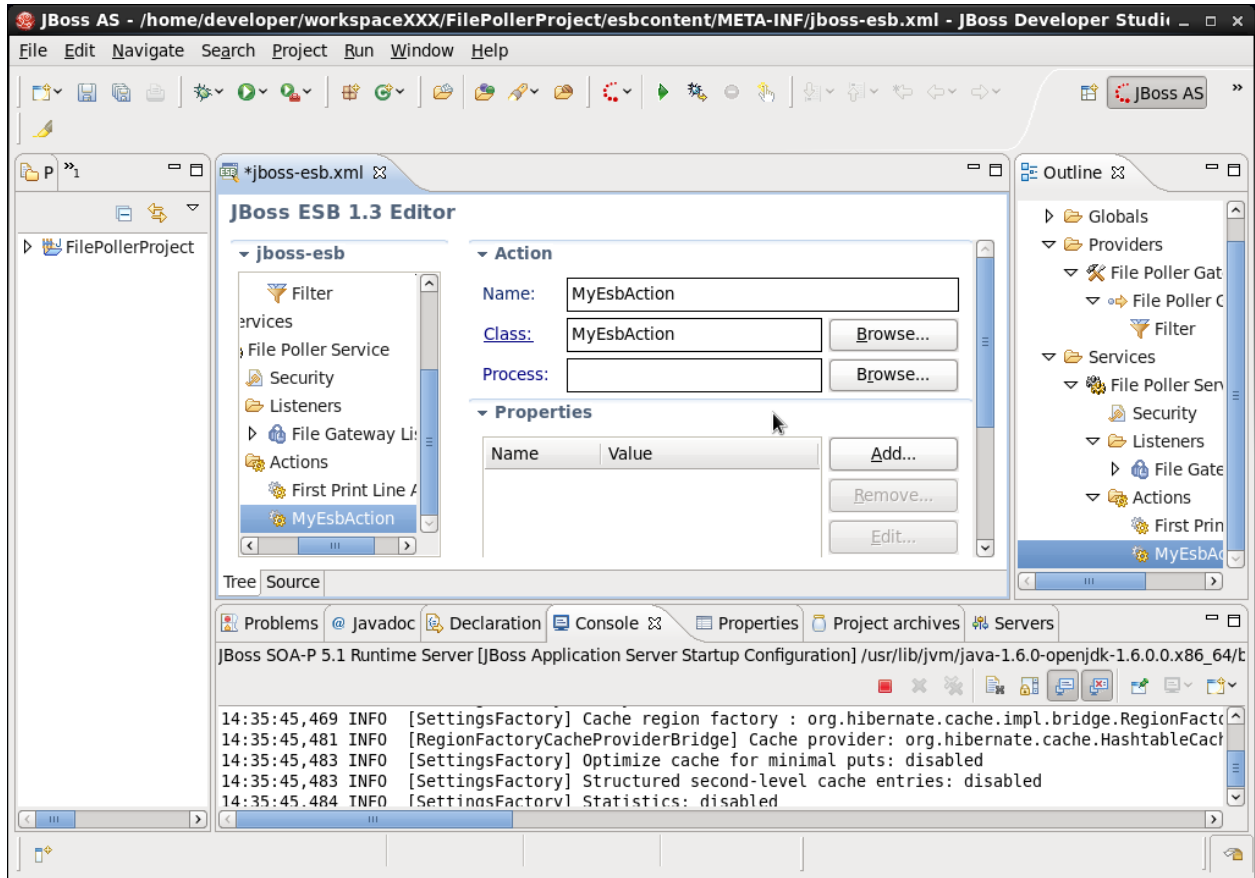 JBoss AS - /home/developer/workspaceXXX/FilePollerProject/esbcontent/META-INF/jboss-esb.xml - JBoss Developer Studi
File Edit Navigate Search Project Run Window Help
JBoss AS
P
»1
*jboss-esb.xml
Outline
FilePollerProject
JBoss ESB 1.3 Editor
jboss-esb
Filter
ervices
File Poller Service
Security
Listeners
File Gateway Li
Actions
First Print Line A
MyEsbAction
Action
Name: MyEsbAction
Class: MyEsbAction Browse...
Process: Browse...
Properties
Name Value Add...
Remove...
Edit...
Tree Source
Globals
Providers
File Poller Gat
File Poller C
Filter
Services
File Poller Serv
Security
Listeners
File Gate
Actions
First Prin
MyEsbAc
Problems @ Javadoc Declaration Console Properties Project archives Servers
JBoss SOA-P 5.1 Runtime Server [JBoss Application Server Startup Configuration] /usr/lib/jvm/java-1.6.0-openjdk-1.6.0.0.x86_64/b
14:35:45,469 INFO [SettingsFactory] Cache region factory : org.hibernate.cache.impl.bridge.RegionFacto
14:35:45,481 INFO [RegionFactoryCacheProviderBridge] Cache provider: org.hibernate.cache.HashtableCach
14:35:45,483 INFO [SettingsFactory] Optimize cache for minimal puts: disabled
14:35:45,483 INFO [SettingsFactory] Structured second-level cache entries: disabled
14:35:45,484 INFO [SettingsFactory] Statistics: disabled